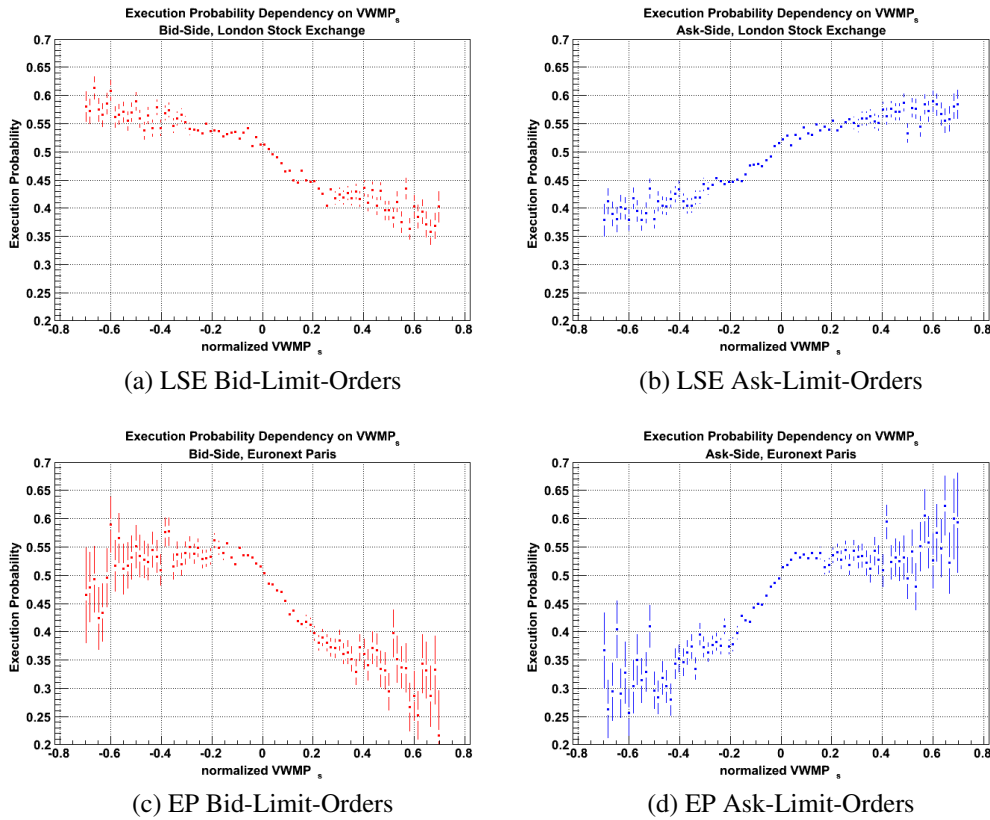 Execution Probability Dependency on VWMPs
Bid-Side, London Stock Exchange
Execution Probability
0.7
0.65
0.6
0.55
0.5
0.45
0.4
0.35
0.3
0.25
0.2
-0.8 -0.6 -0.4 -0.2 0 0.2 0.4 0.6 0.8
normalized VWMP s
(a) LSE Bid-Limit-Orders
Execution Probability Dependency on VWMPs
Ask-Side, London Stock Exchange
Execution Probability
0.7
0.65
0.6
0.55
0.5
0.45
0.4
0.35
0.3
0.25
0.2
-0.8 -0.6 -0.4 -0.2 0 0.2 0.4 0.6 0.8
normalized VWMP s
(b) LSE Ask-Limit-Orders
Execution Probability Dependency on VWMPs
Bid-Side, Euronext Paris
Execution Probability
0.7
0.65
0.6
0.55
0.5
0.45
0.4
0.35
0.3
0.25
0.2
-0.8 -0.6 -0.4 -0.2 0 0.2 0.4 0.6 0.8
normalized VWMP s
(c) EP Bid-Limit-Orders
Execution Probability Dependency on VWMPs
Ask-Side, Euronext Paris
Execution Probability
0.7
0.65
0.6
0.55
0.5
0.45
0.4
0.35
0.3
0.25
0.2
-0.8 -0.6 -0.4 -0.2 0 0.2 0.4 0.6 0.8
normalized VWMP s
(d) EP Ask-Limit-Orders